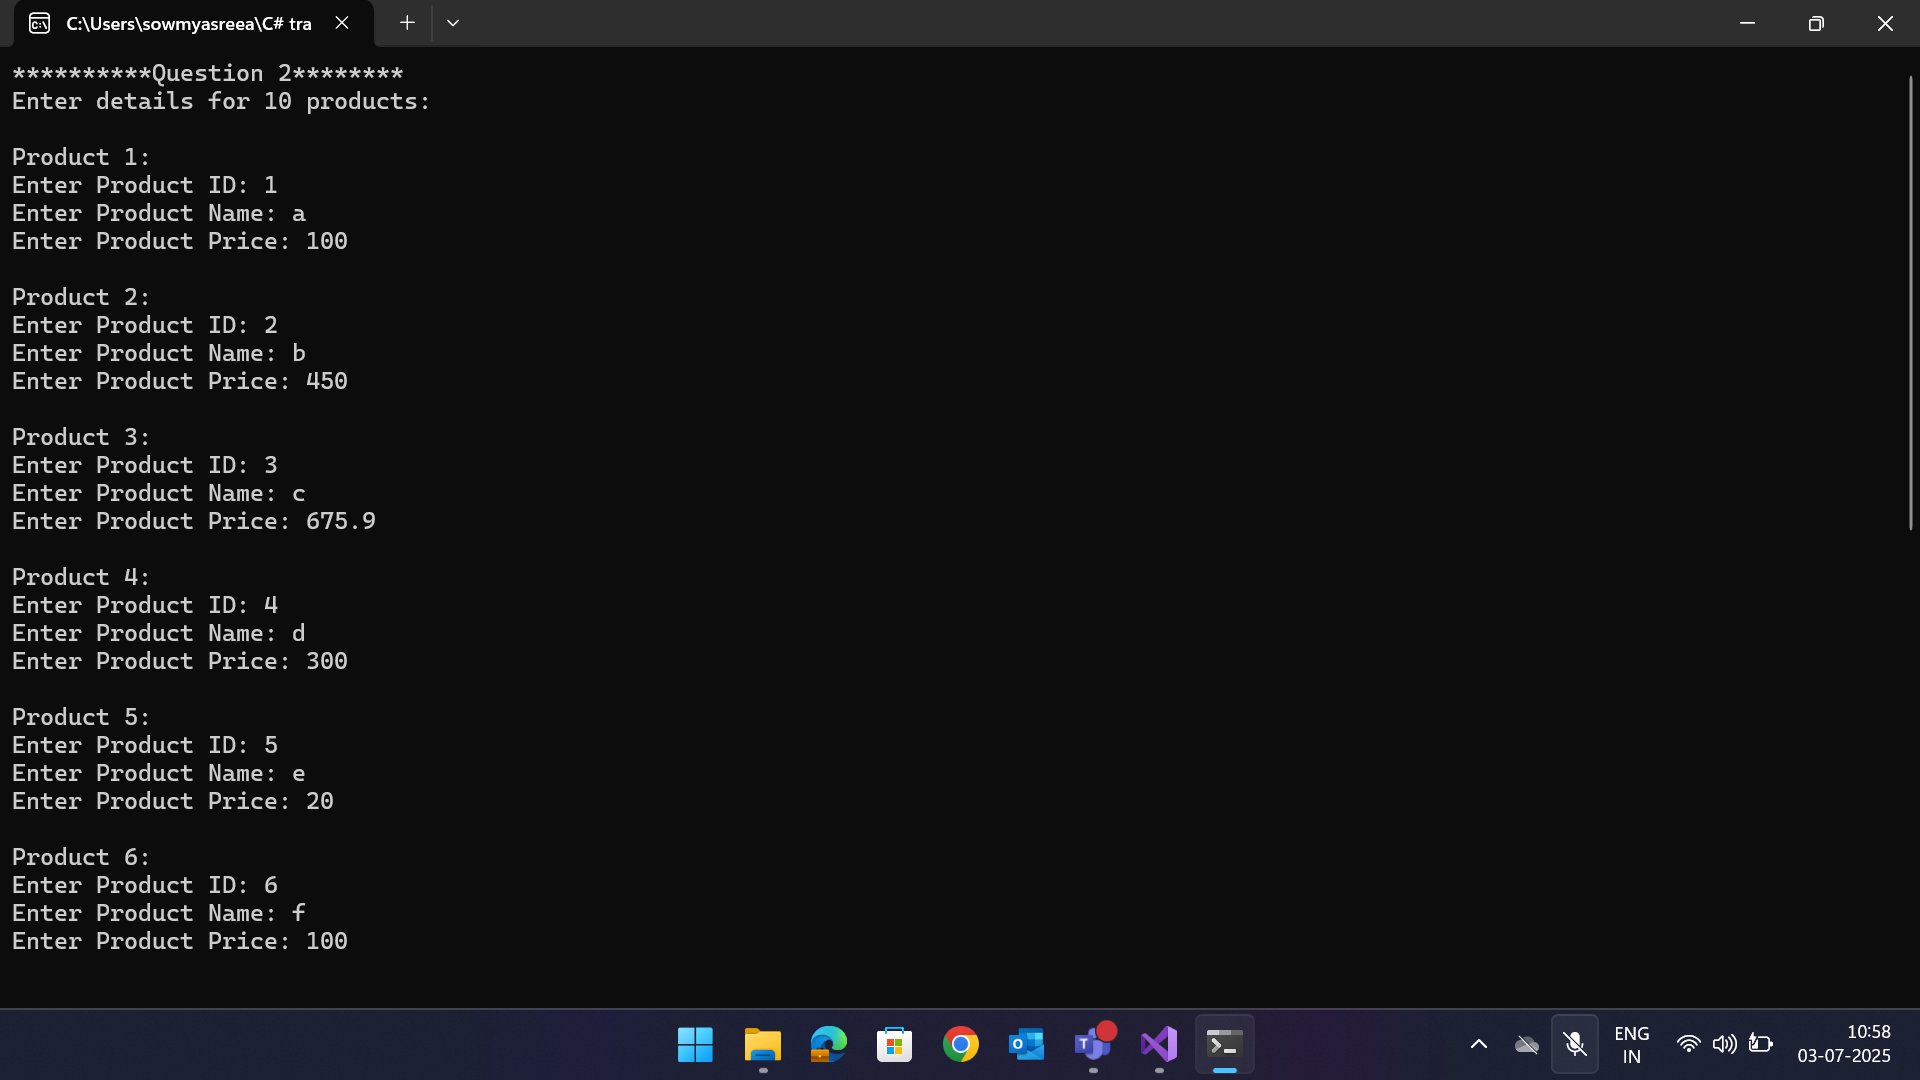 C:\Users\sowmyasreea\C# tra
**********Question 2********
Enter details for 10 products:
Product 1:
Enter Product ID: 1
Enter Product Name: a
Enter Product Price: 100
Product 2:
Enter Product ID: 2
Enter Product Name: b
Enter Product Price: 450
Product 3:
Enter Product ID: 3
Enter Product Name: c
Enter Product Price: 675.9
Product 4:
Enter Product ID: 4
Enter Product Name: d
Enter Product Price: 300
Product 5:
Enter Product ID: 5
Enter Product Name: e
Enter Product Price: 20
Product 6:
Enter Product ID: 6
Enter Product Name: f
Enter Product Price: 100
ENG
IN
10:58
03-07-2025